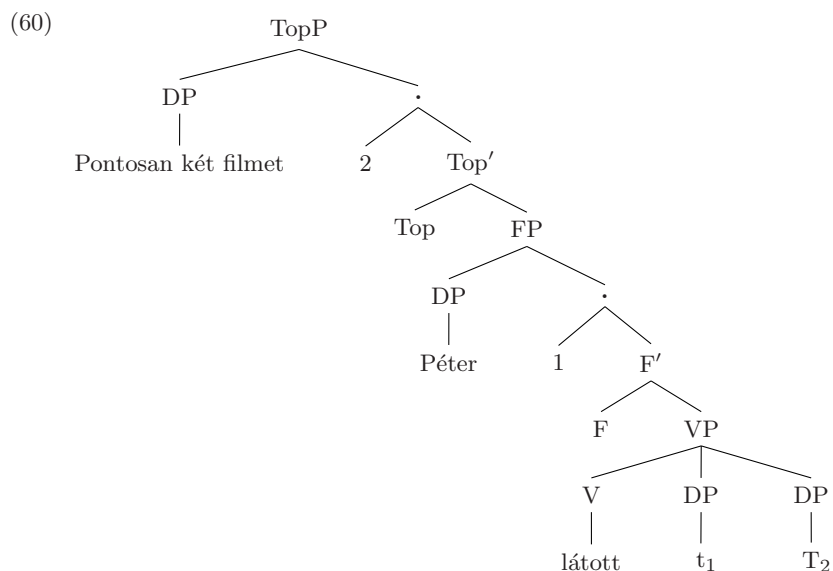 (60)
TopP
DP .
Pontosan két filmet 2 Top′
Top FP
DP .
Péter 1 F′
F VP
V DP DP
látott t₁ T₂